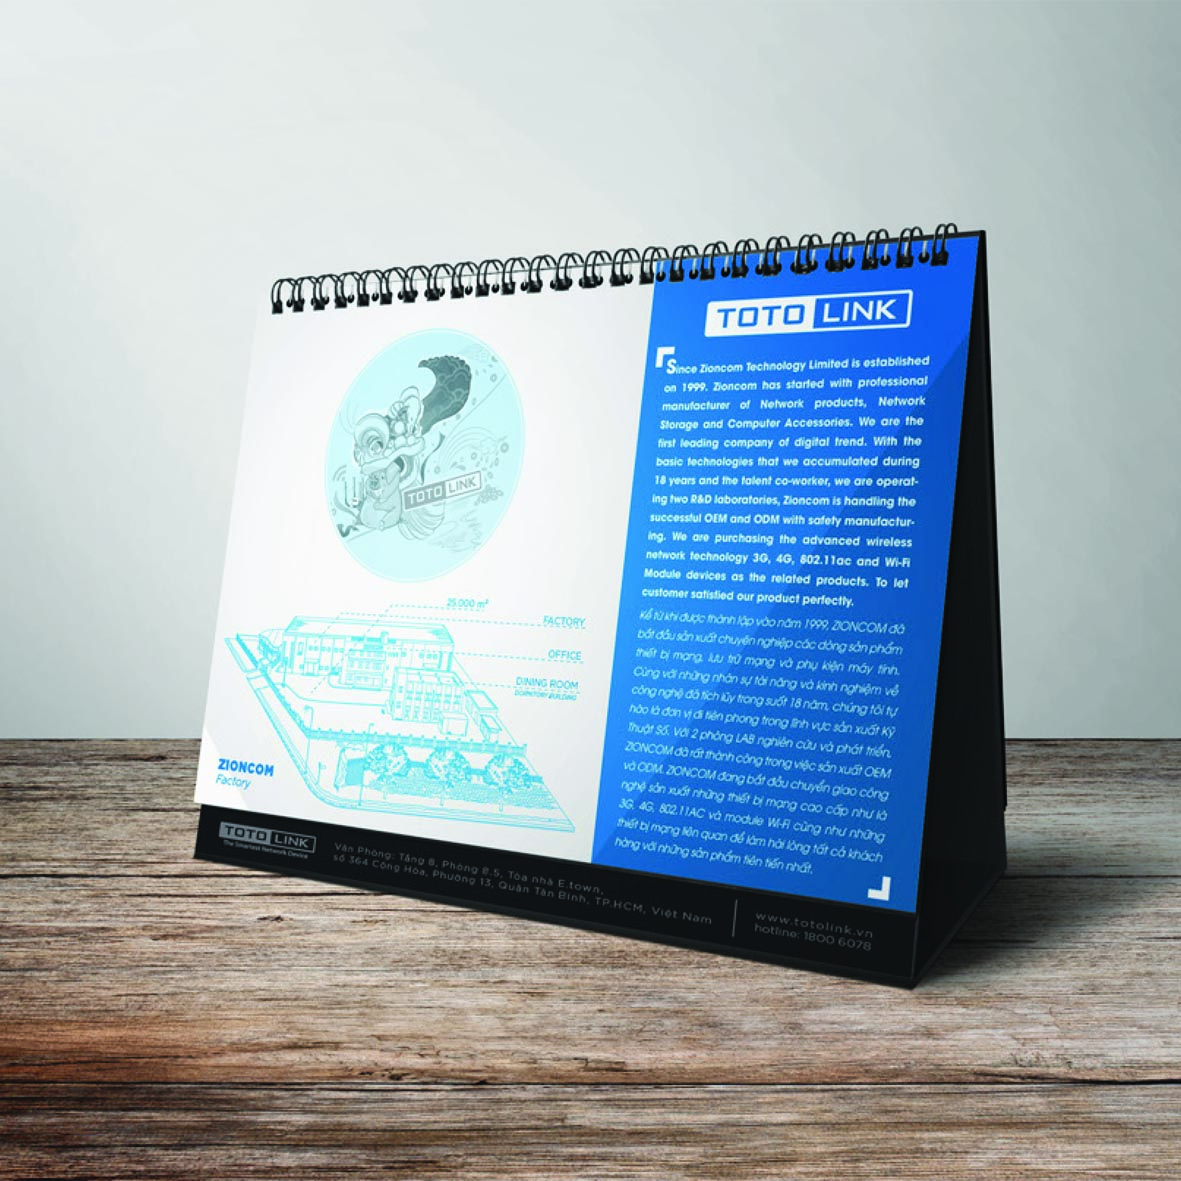 TOTO LINK
Since Zioncom Technology Limited is established
on 1999. Zioncom has started with professional
manufacturer of Network products, Network
Storage and Computer Accessories. We are the
first leading company of digital trend. With the
basic technologies that we accumulated during
18 years and the talent co-worker, we are operat-
ing two R&D laboratories, Zioncom is handling the
successful OEM and ODM with safety manufactur-
ing. We are purchasing the advanced wireless
network technology 3G, 4G, 802.11ac and Wi-Fi
Module devices as the related products. To let
customer satisfied our product perfectly.
Kể từ khi được thành lập vào năm 1999, ZIONCOM đã
bắt đầu sản xuất chuyên nghiệp các dòng sản phẩm
thiết bị mạng, lưu trữ mạng và phụ kiện máy tính.
Cùng với những nhân sự tài năng và kinh nghiệm về
công nghệ đã tích lũy trong suốt 18 năm, chúng tôi tự
hào là đơn vị đi tiên phong trong lĩnh vực sản xuất Kỹ
Thuật Số. Với 2 phòng LAB nghiên cứu và phát triển,
ZIONCOM đã rất thành công trong việc sản xuất OEM
và ODM. ZIONCOM đang bắt đầu chuyển giao công
nghệ sản xuất những thiết bị mạng cao cấp như là
3G, 4G, 802.11AC và module Wi-Fi cũng như những
thiết bị mạng liên quan để làm hài lòng tất cả khách
hàng với những sản phẩm tiên tiến nhất.
TOTO LINK
25.000 m²
FACTORY
OFFICE
DINING ROOM
DORMITORY BUILDING
ZIONCOM
Factory
TOTO LINK
The Smartest Network Device
Văn Phòng: Tầng 8, Phòng 8.5, Tòa nhà E.town,
số 364 Cộng Hòa, Phường 13, Quận Tân Bình, TP.HCM, Việt Nam
www.totolink.vn
hotline: 1800 6078